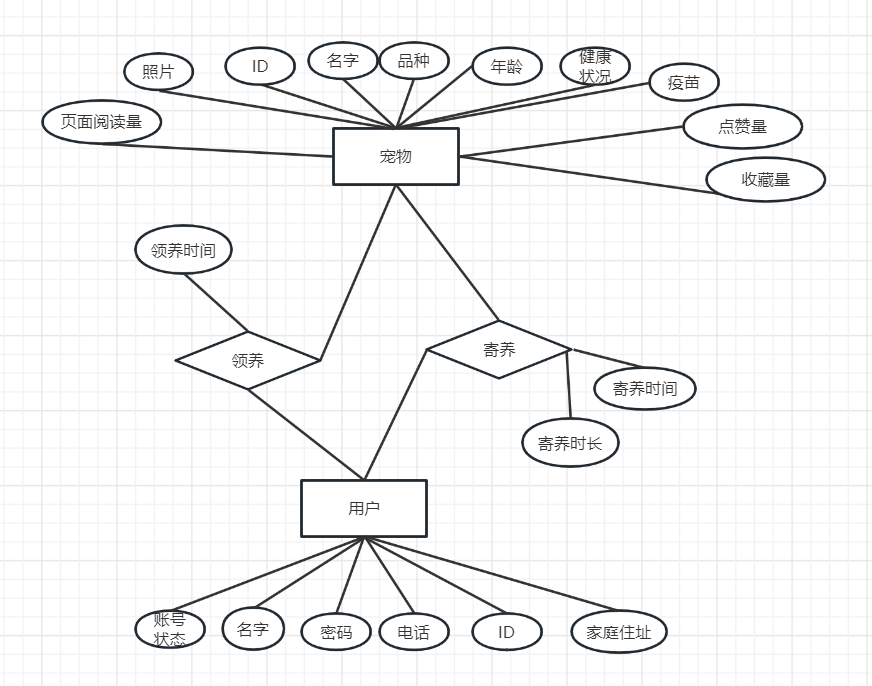 照片
ID
名字
品种
年龄
健康
状况
疫苗
页面阅读量
点赞量
宠物
收藏量
领养时间
领养
寄养
寄养时间
寄养时长
用户
账号
状态
名字
密码
电话
ID
家庭住址